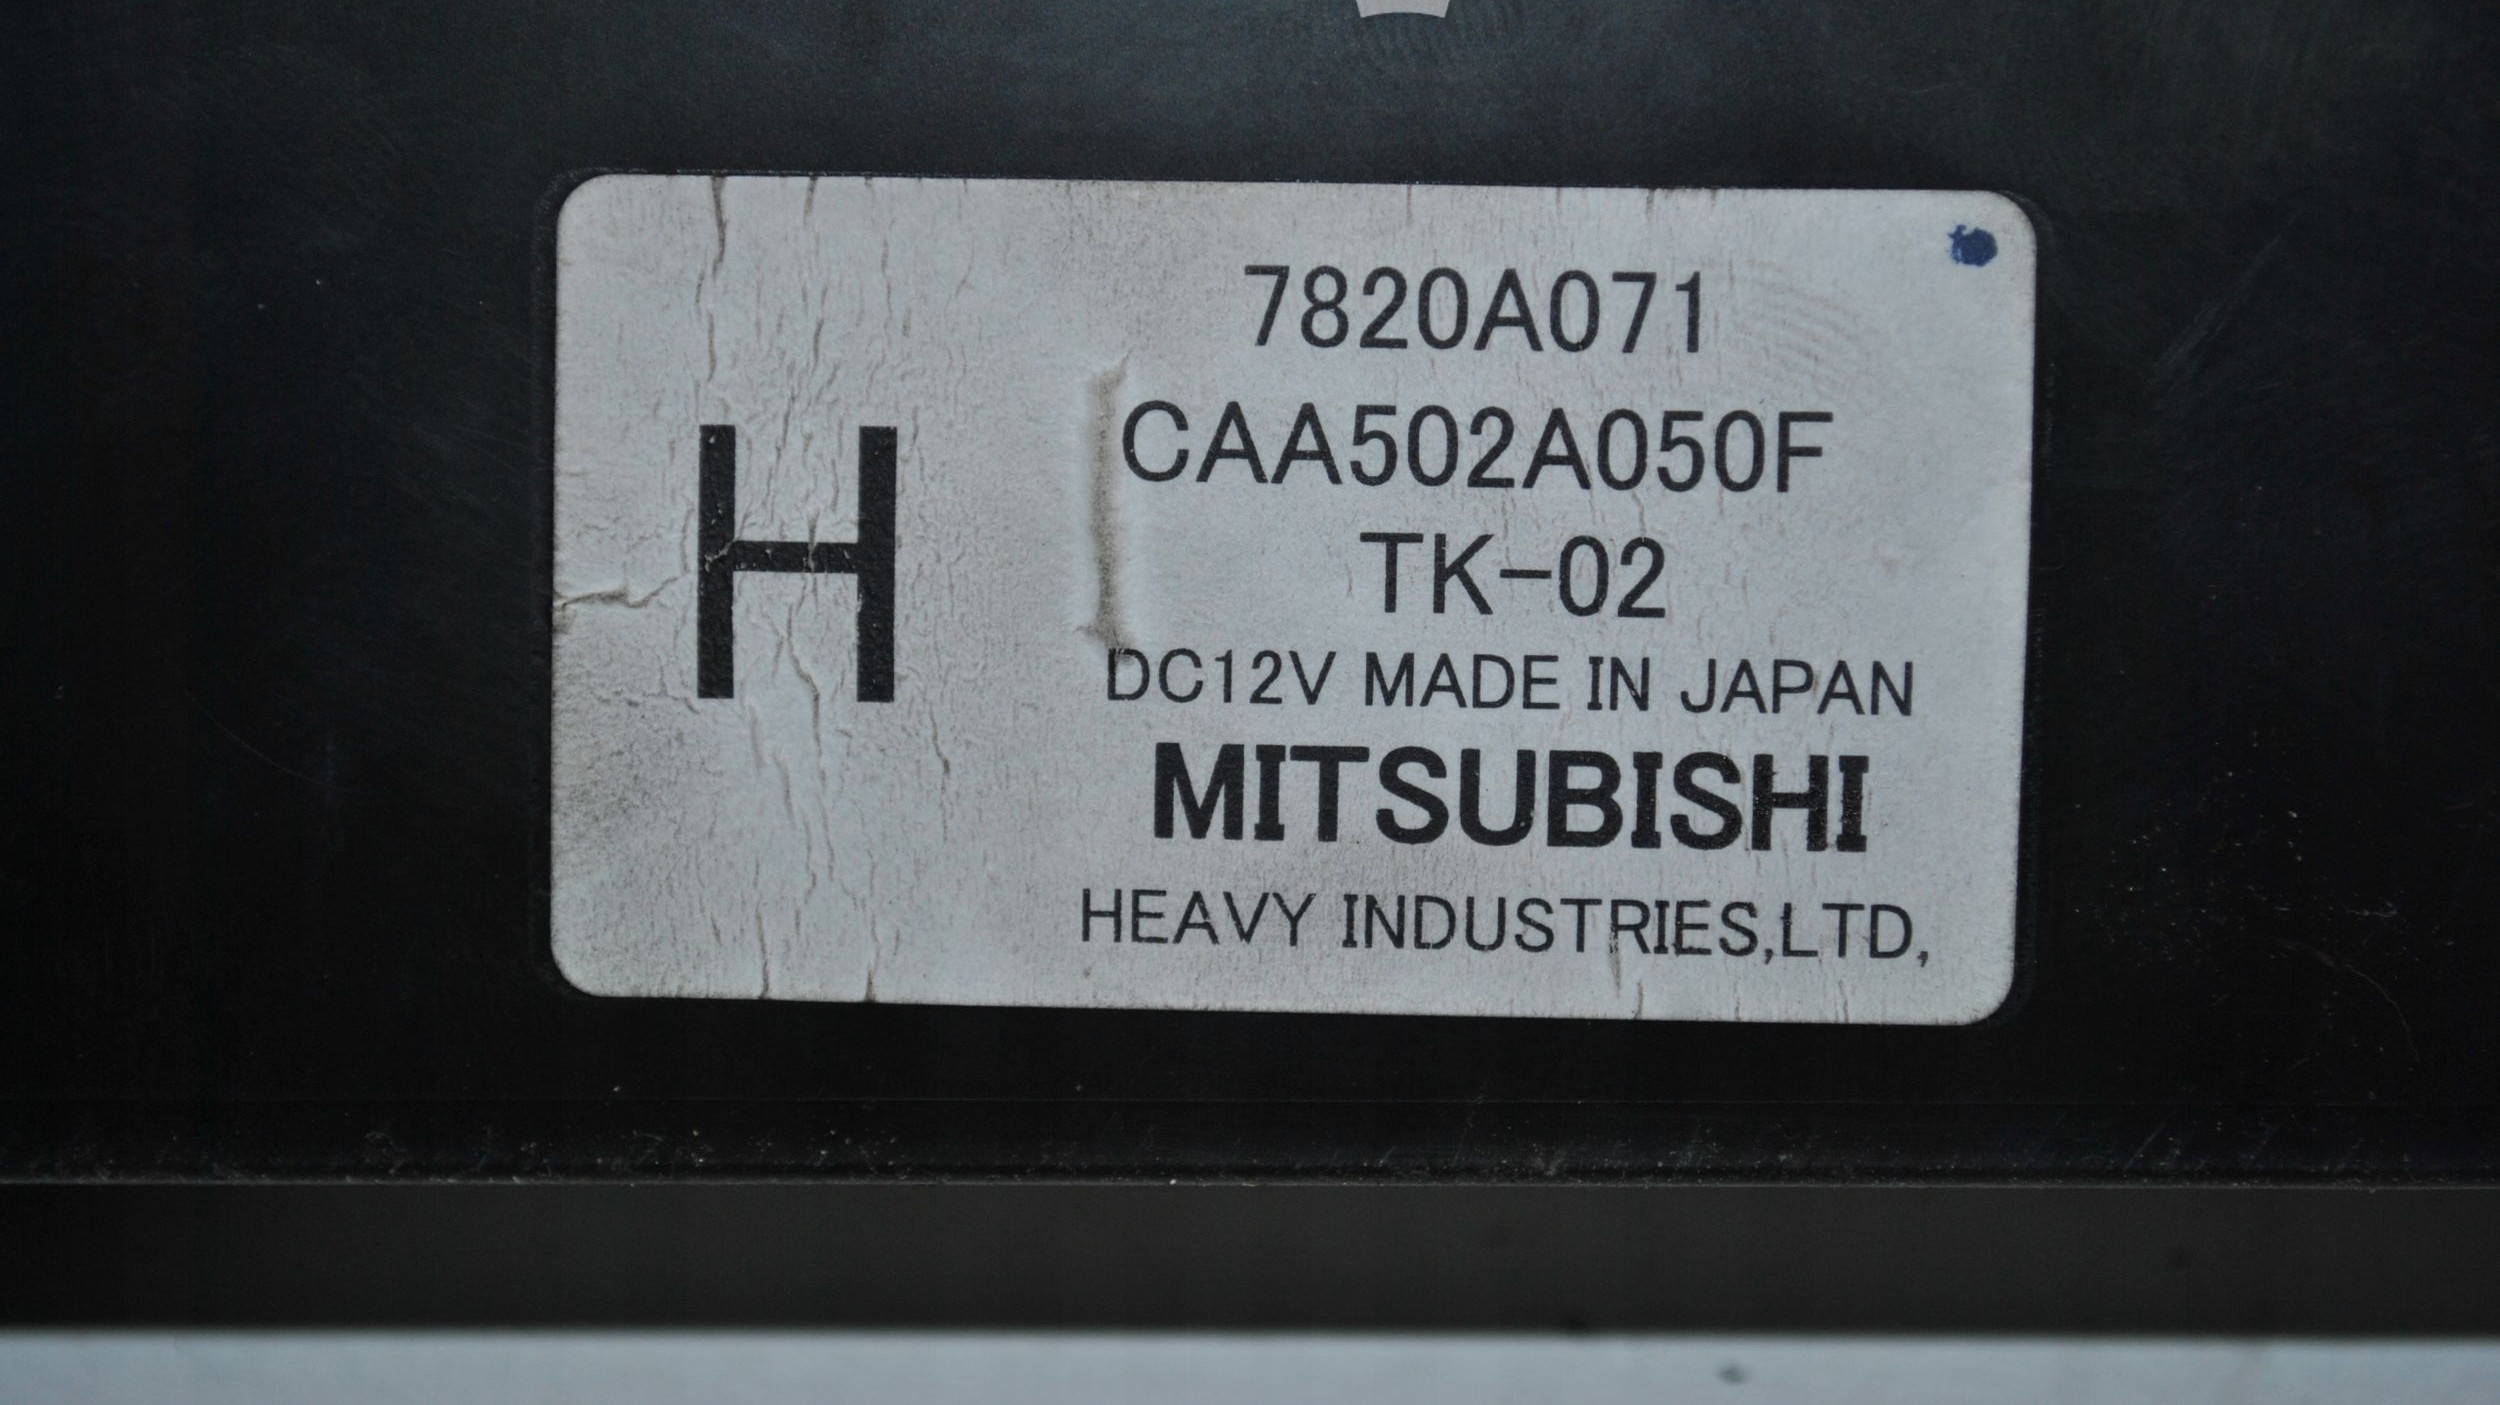 7820A071
CAA502A050F
H
TK-02
DC12V MADE IN JAPAN
MITSUBISHI
HEAVY INDUSTRIES,LTD,